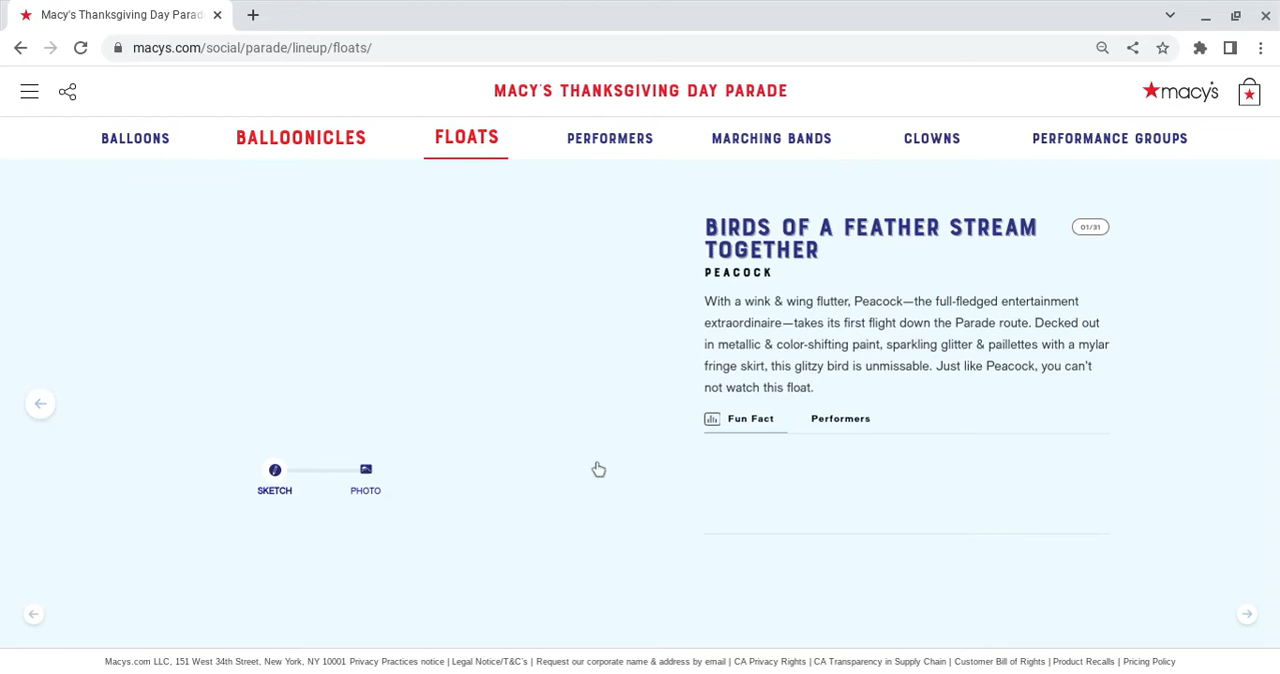 Macy's Thanksgiving Day Parad
macys.com/social/parade/lineup/floats/
MACY'S THANKSGIVING DAY PARADE
macy's
BALLOONS
BALLOONICLES
FLOATS
PERFORMERS
MARCHING BANDS
CLOWNS
PERFORMANCE GROUPS
BIRDS OF A FEATHER STREAM
TOGETHER
01/31
PEACOCK
With a wink & wing flutter, Peacock—the full-fledged entertainment
extraordinaire—takes its first flight down the Parade route. Decked out
in metallic & color-shifting paint, sparkling glitter & paillettes with a mylar
fringe skirt, this glitzy bird is unmissable. Just like Peacock, you can't
not watch this float.
Fun Fact
Performers
SKETCH
PHOTO
Macys.com LLC, 151 West 34th Street, New York, NY 10001 Privacy Practices notice | Legal Notice/T&C's | Request our corporate name & address by email | CA Privacy Rights | CA Transparency in Supply Chain | Customer Bill of Rights | Product Recalls | Pricing Policy